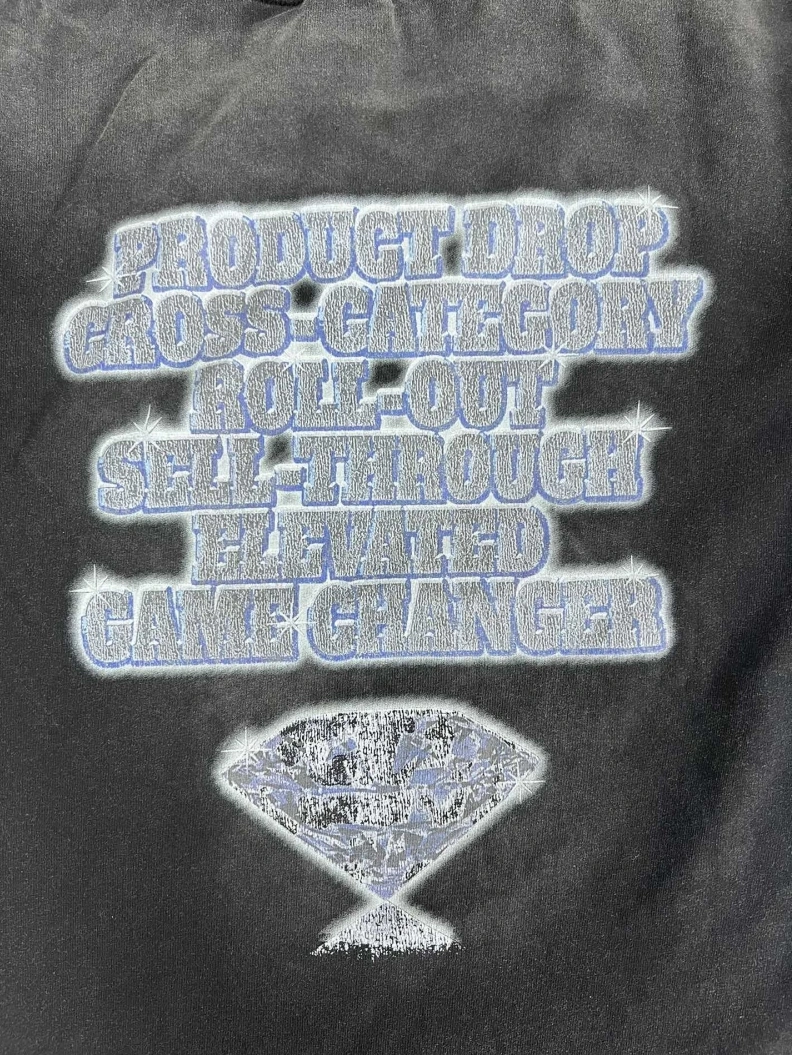 PRODUCT DROP
CROSS-CATEGORY
ROLL-OUT
SELL-THROUGH
ELEVATED
GAME CHANGER